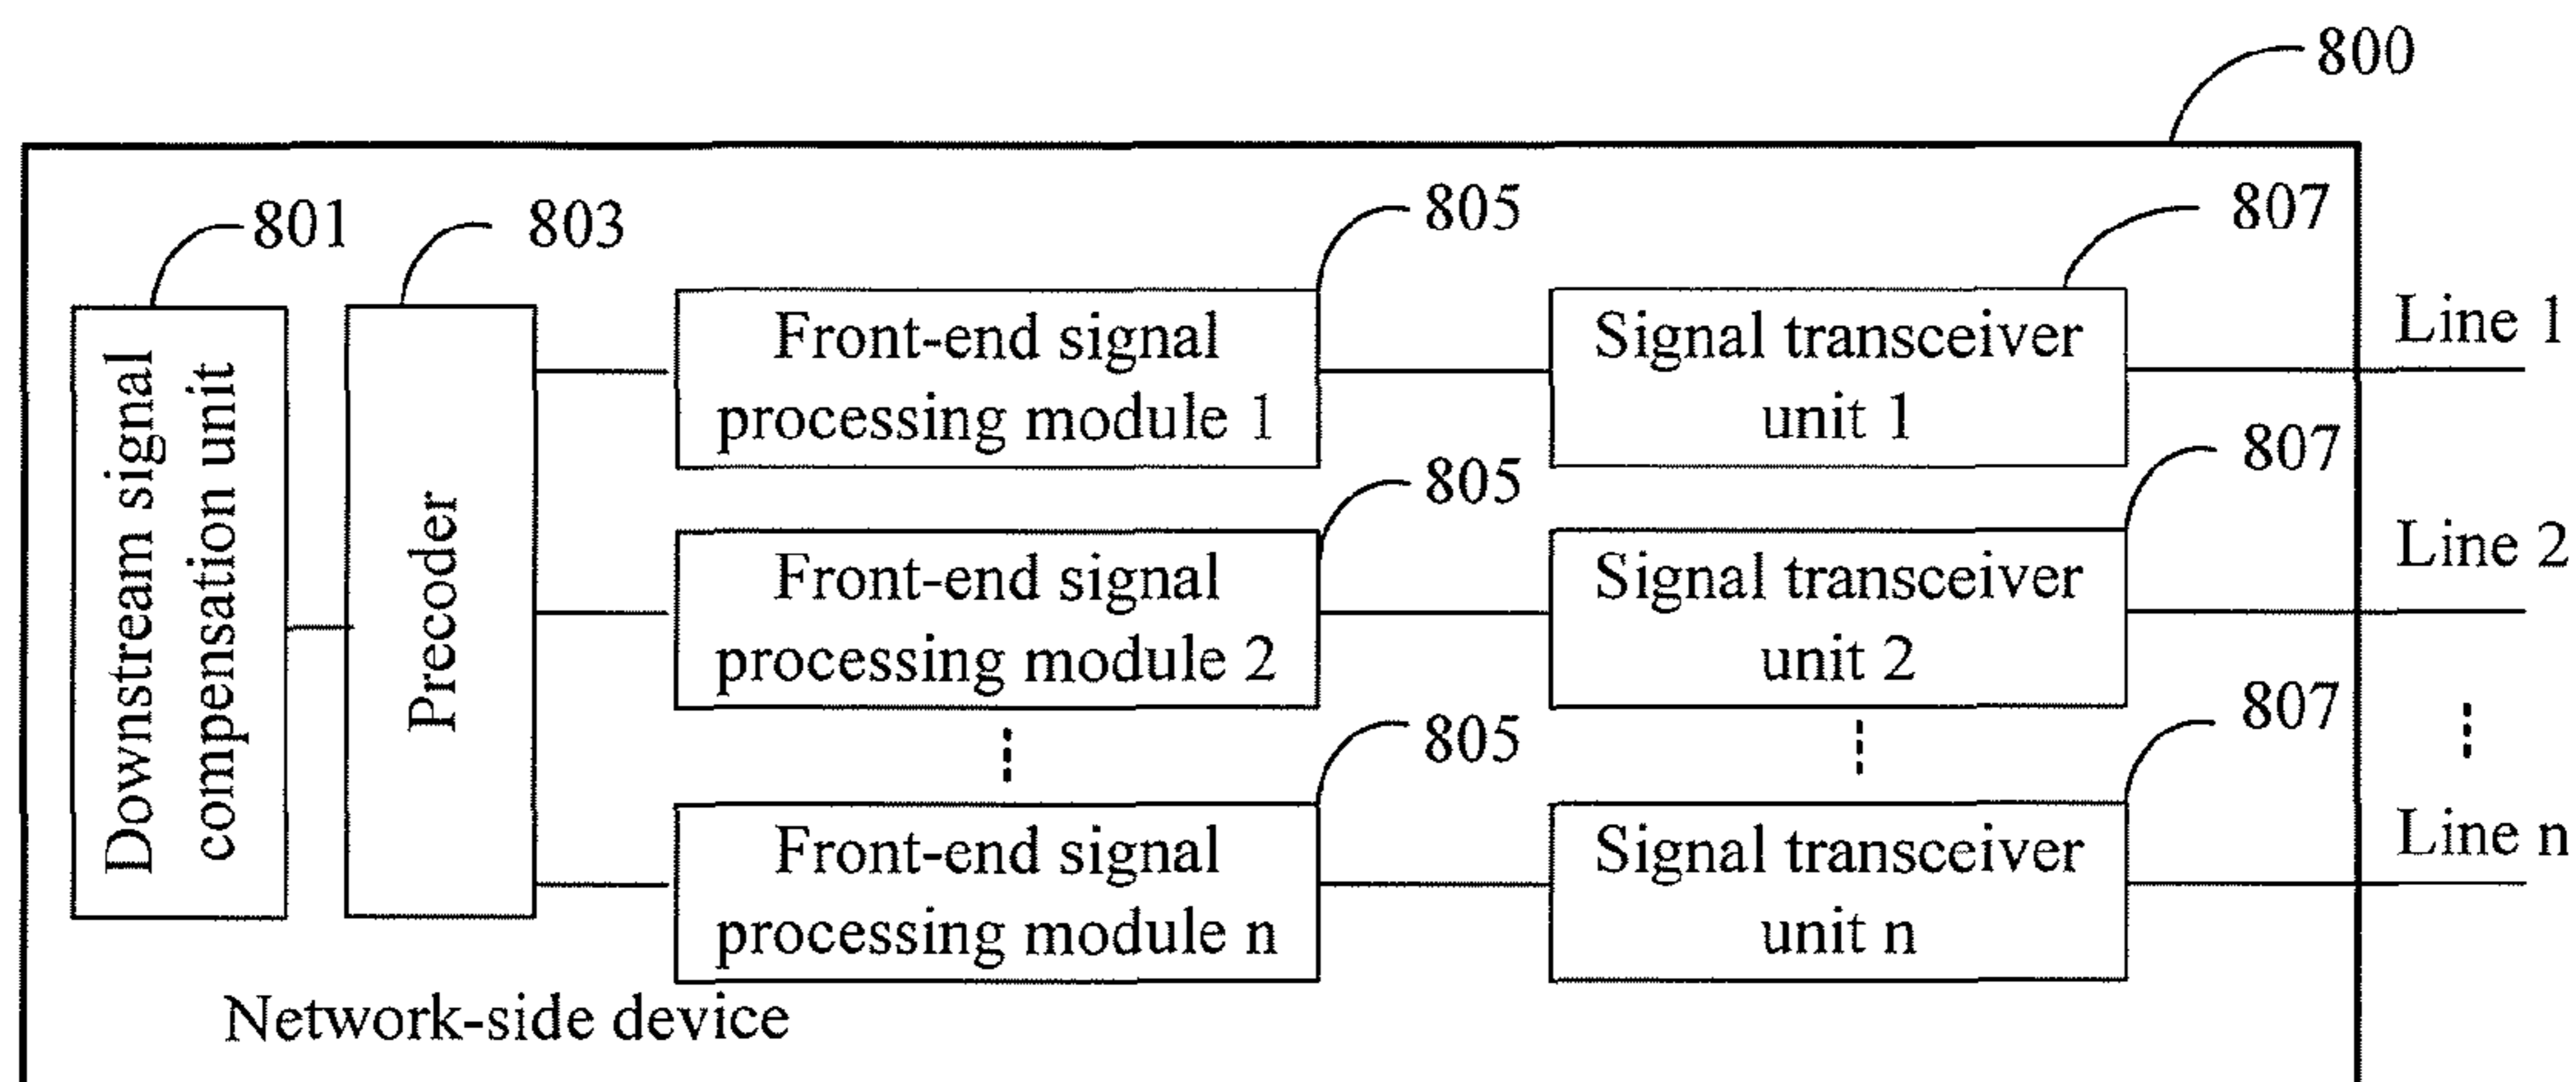 800
801
803
805
807
Downstream signal
compensation unit
Precoder
Front-end signal
processing module 1
Signal transceiver
unit 1
Line 1
805
807
Front-end signal
processing module 2
Signal transceiver
unit 2
Line 2
805
807
Front-end signal
processing module n
Signal transceiver
unit n
Line n
Network-side device